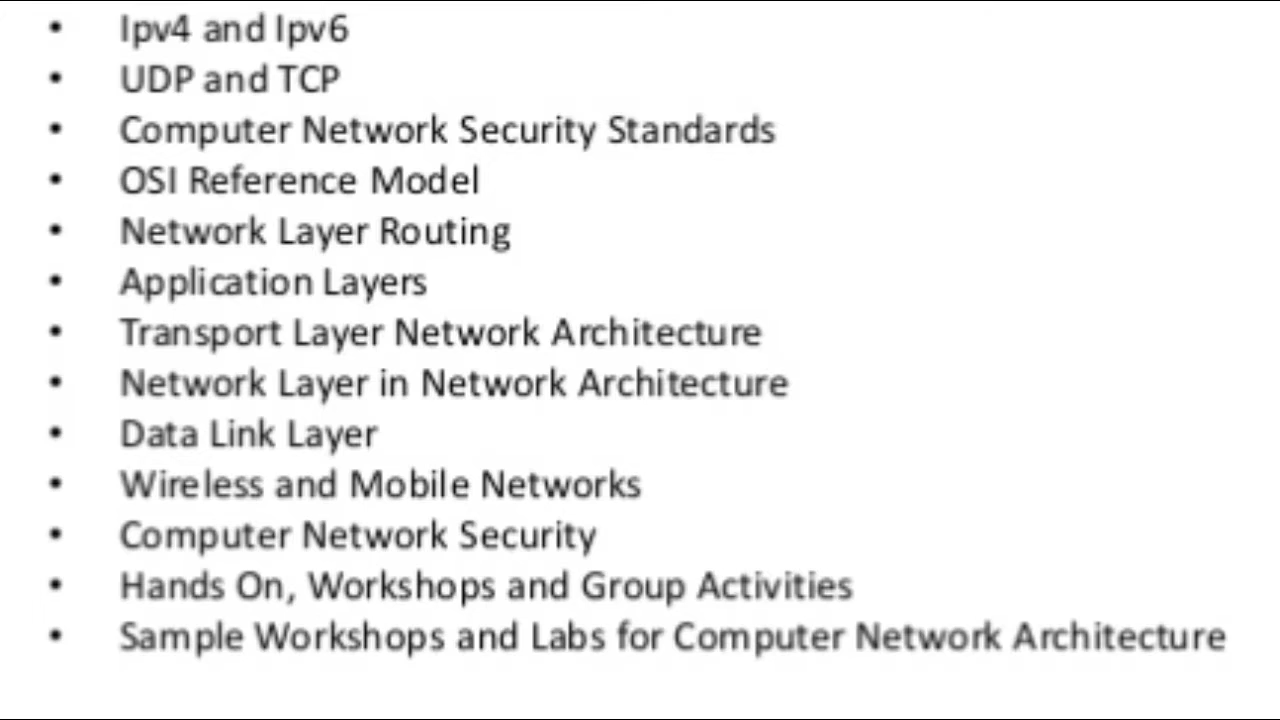 • Ipv4 and Ipv6
• UDP and TCP
• Computer Network Security Standards
• OSI Reference Model
• Network Layer Routing
• Application Layers
• Transport Layer Network Architecture
• Network Layer in Network Architecture
• Data Link Layer
• Wireless and Mobile Networks
• Computer Network Security
• Hands On, Workshops and Group Activities
• Sample Workshops and Labs for Computer Network Architecture